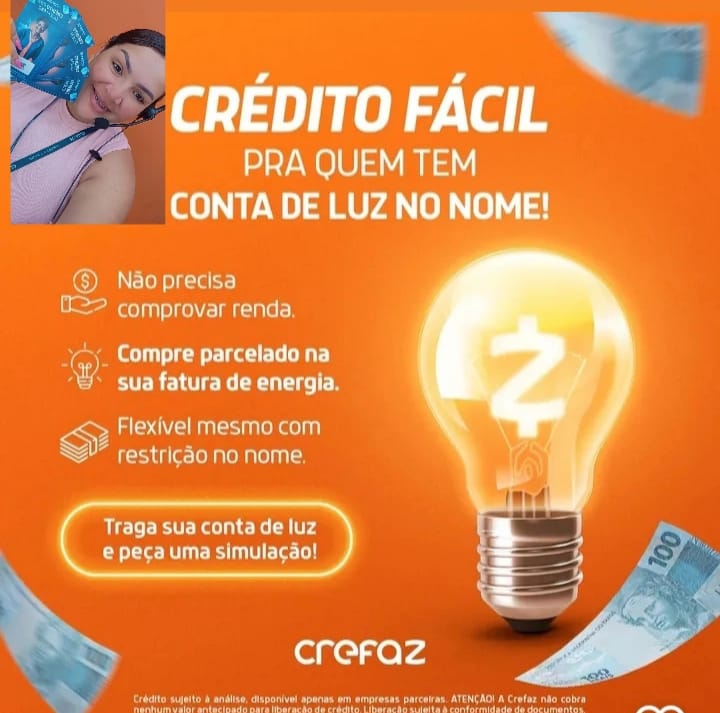 CRÉDITO FÁCIL
PRA QUEM TEM
CONTA DE LUZ NO NOME!
Não precisa
comprovar renda.
Compre parcelado na
sua fatura de energia.
Flexível mesmo com
restrição no nome.
Traga sua conta de luz
e peça uma simulação!
100
100
crefaz
Crédito sujeito à análise, disponível apenas em empresas parceiras. ATENÇÃO! A Crefaz não cobra
nenhum valor antecipado para liberação de crédito. Liberação sujeita à conformidade de documentos.